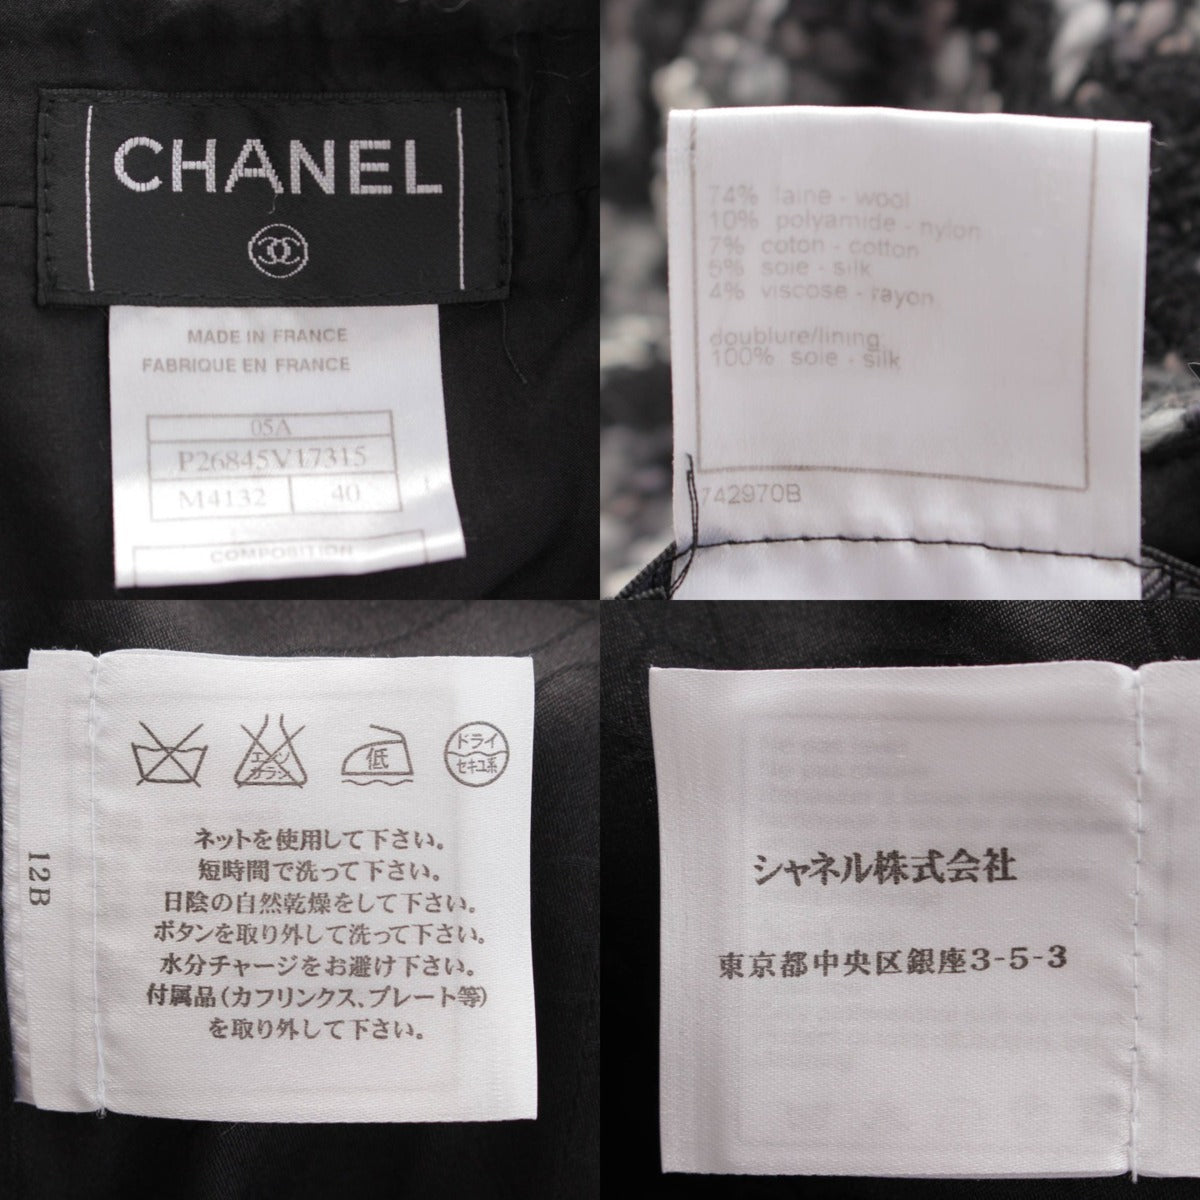 CHANEL
MADE IN FRANCE
FABRIQUE EN FRANCE
05A
P26845V17315
M4132 40
COMPOSITION
74% laine - wool
10% polyamide - nylon
7% coton - cotton
5% soie - silk
4% viscose - rayon
doublure/lining
100% soie - silk
742970B
エンソ
サラシ
低
ドライ
セキユ系
ネットを使用して下さい。
短時間で洗って下さい。
日陰の自然乾燥をして下さい。
ボタンを取り外して洗って下さい。
水分チャージをお避け下さい。
付属品(カフリンクス、プレート等)
を取り外して下さい。
12B
シャネル株式会社
東京都中央区銀座3-5-3